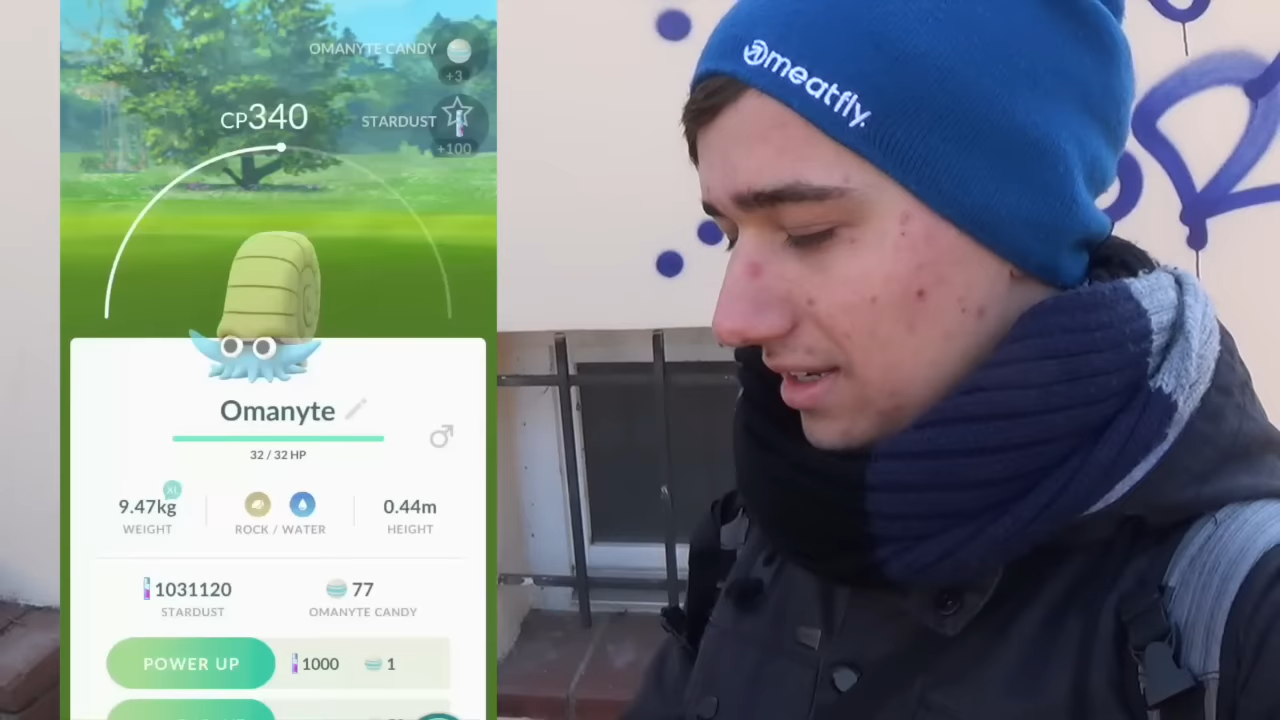 OMANYTE CANDY
+3
CP340
STARDUST
+100
Omanyte
32 / 32 HP
XL
9.47kg
WEIGHT
ROCK / WATER
0.44m
HEIGHT
1031120
STARDUST
77
OMANYTE CANDY
POWER UP
1000
1
meatfly.